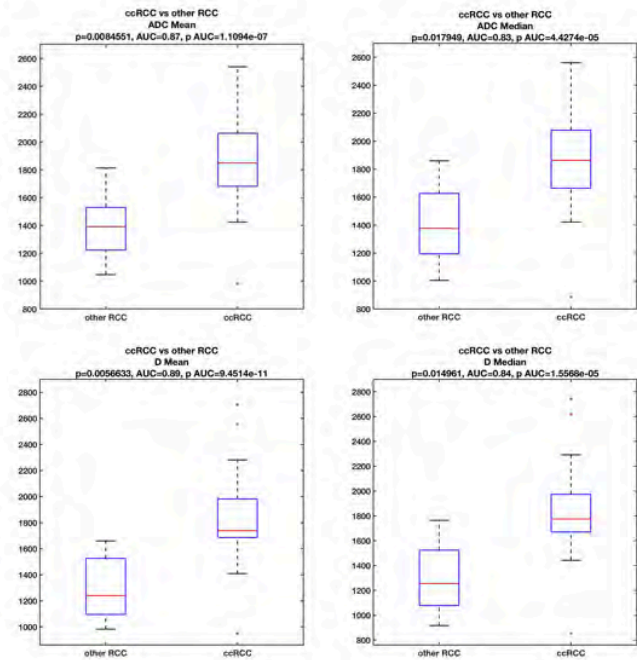 ccRCC vs other RCC
ADC Mean
p=0.0084551, AUC=0.87, p AUC=1.1094e-07
2600
2400
2200
2000
1800
1600
1400
1200
1000
800
other RCC ccRCC
ccRCC vs other RCC
ADC Median
p=0.017949, AUC=0.83, p AUC=4.4274e-05
2600
2400
2200
2000
1800
1600
1400
1200
1000
800
other RCC ccRCC
ccRCC vs other RCC
D Mean
p=0.0056633, AUC=0.89, p AUC=9.4514e-11
2800
2600
2400
2200
2000
1800
1600
1400
1200
1000
other RCC ccRCC
ccRCC vs other RCC
D Median
p=0.014961, AUC=0.84, p AUC=1.5568e-05
2800
2600
2400
2200
2000
1800
1600
1400
1200
1000
800
other RCC ccRCC